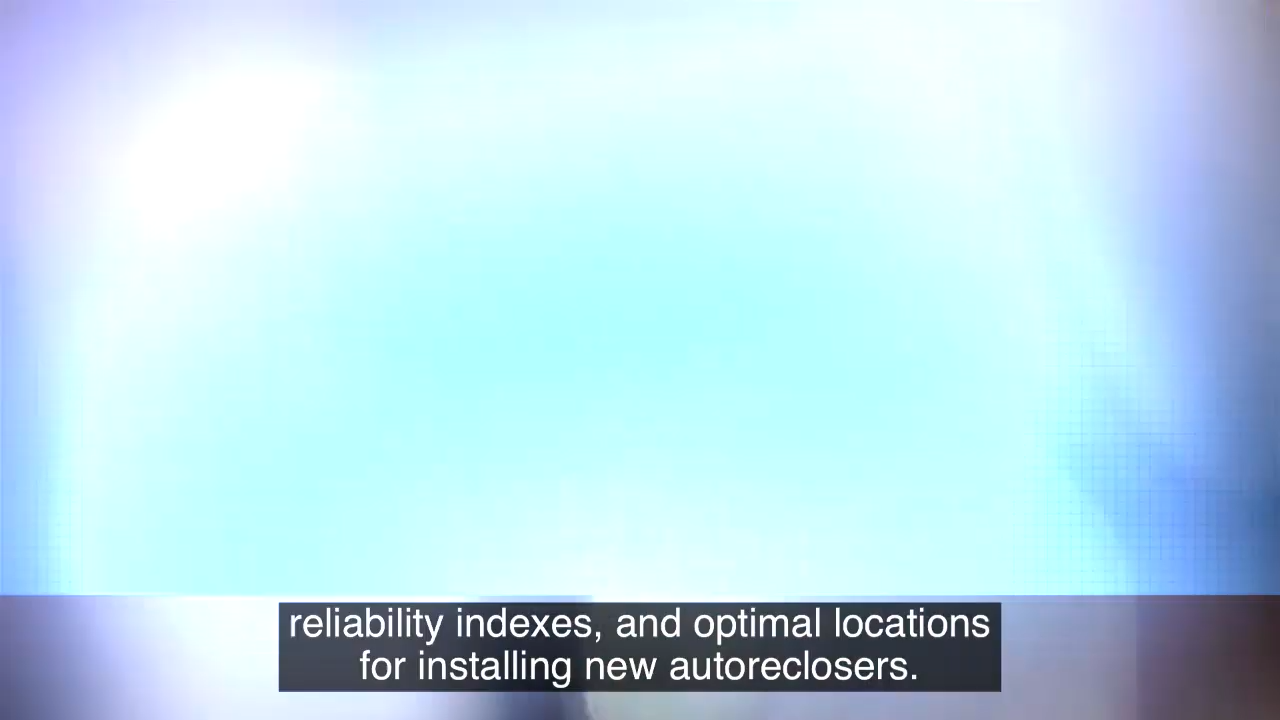 reliability indexes, and optimal locations
for installing new autoreclosers.